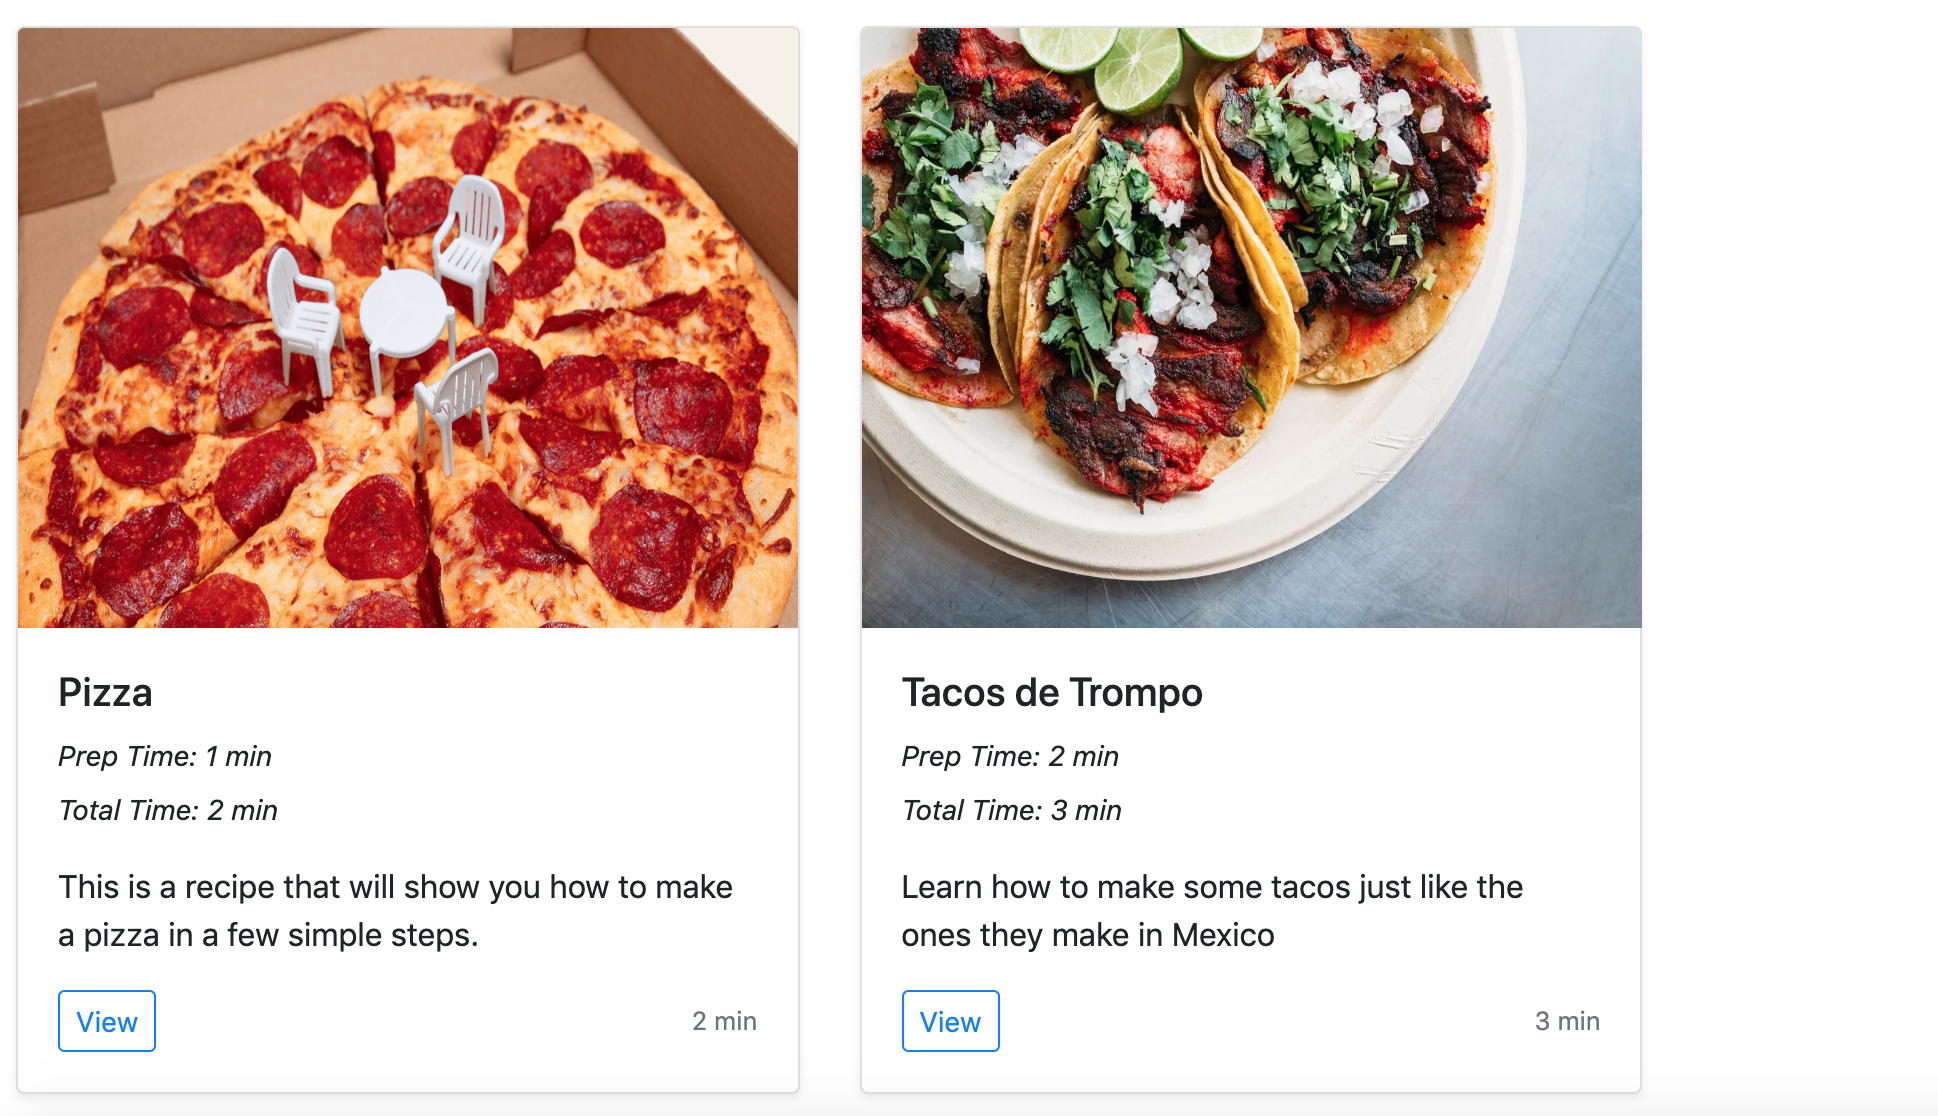 Pizza
Prep Time: 1 min
Total Time: 2 min
This is a recipe that will show you how to make
a pizza in a few simple steps.
View
2 min
Tacos de Trompo
Prep Time: 2 min
Total Time: 3 min
Learn how to make some tacos just like the
ones they make in Mexico
View
3 min